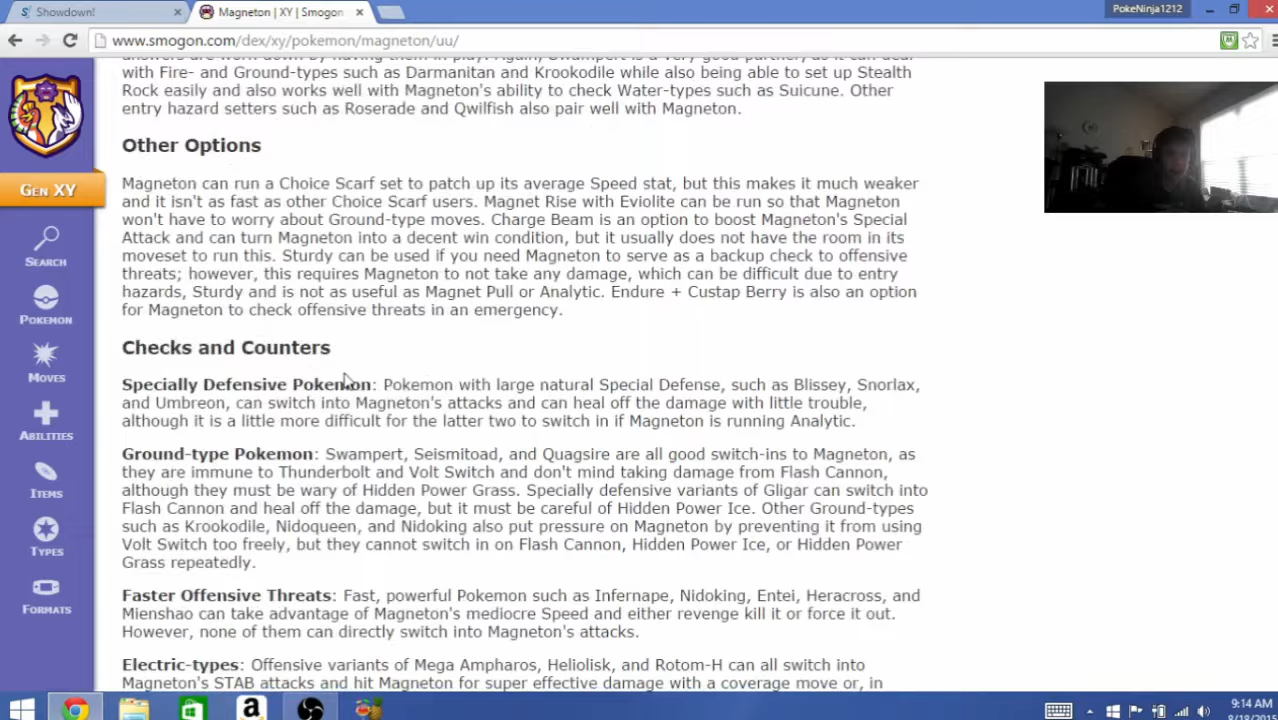 Showdown!
Magneton | XY | Smogon
PokeNinja1212
www.smogon.com/dex/xy/pokemon/magneton/uu/
with Fire- and Ground-types such as Darmanitan and Krookodile while also being able to set up Stealth
Rock easily and also works well with Magneton's ability to check Water-types such as Suicune. Other
entry hazard setters such as Roserade and Qwilfish also pair well with Magneton.
Other Options
Magneton can run a Choice Scarf set to patch up its average Speed stat, but this makes it much weaker
and it isn't as fast as other Choice Scarf users. Magnet Rise with Eviolite can be run so that Magneton
won't have to worry about Ground-type moves. Charge Beam is an option to boost Magneton's Special
Attack and can turn Magneton into a decent win condition, but it usually does not have the room in its
moveset to run this. Sturdy can be used if you need Magneton to serve as a backup check to offensive
threats; however, this requires Magneton to not take any damage, which can be difficult due to entry
hazards, Sturdy and is not as useful as Magnet Pull or Analytic. Endure + Custap Berry is also an option
for Magneton to check offensive threats in an emergency.
Checks and Counters
Specially Defensive Pokemon: Pokemon with large natural Special Defense, such as Blissey, Snorlax,
and Umbreon, can switch into Magneton's attacks and can heal off the damage with little trouble,
although it is a little more difficult for the latter two to switch in if Magneton is running Analytic.
Ground-type Pokemon: Swampert, Seismitoad, and Quagsire are all good switch-ins to Magneton, as
they are immune to Thunderbolt and Volt Switch and don't mind taking damage from Flash Cannon,
although they must be wary of Hidden Power Grass. Specially defensive variants of Gligar can switch into
Flash Cannon and heal off the damage, but it must be careful of Hidden Power Ice. Other Ground-types
such as Krookodile, Nidoqueen, and Nidoking also put pressure on Magneton by preventing it from using
Volt Switch too freely, but they cannot switch in on Flash Cannon, Hidden Power Ice, or Hidden Power
Grass repeatedly.
Faster Offensive Threats: Fast, powerful Pokemon such as Infernape, Nidoking, Entei, Heracross, and
Mienshao can take advantage of Magneton's mediocre Speed and either revenge kill it or force it out.
However, none of them can directly switch into Magneton's attacks.
Electric-types: Offensive variants of Mega Ampharos, Heliolisk, and Rotom-H can all switch into
Magneton's STAB attacks and hit Magneton for super effective damage with a coverage move or, in
GEN XY
SEARCH
POKEMON
MOVES
ABILITIES
ITEMS
TYPES
FORMATS
9:14 AM